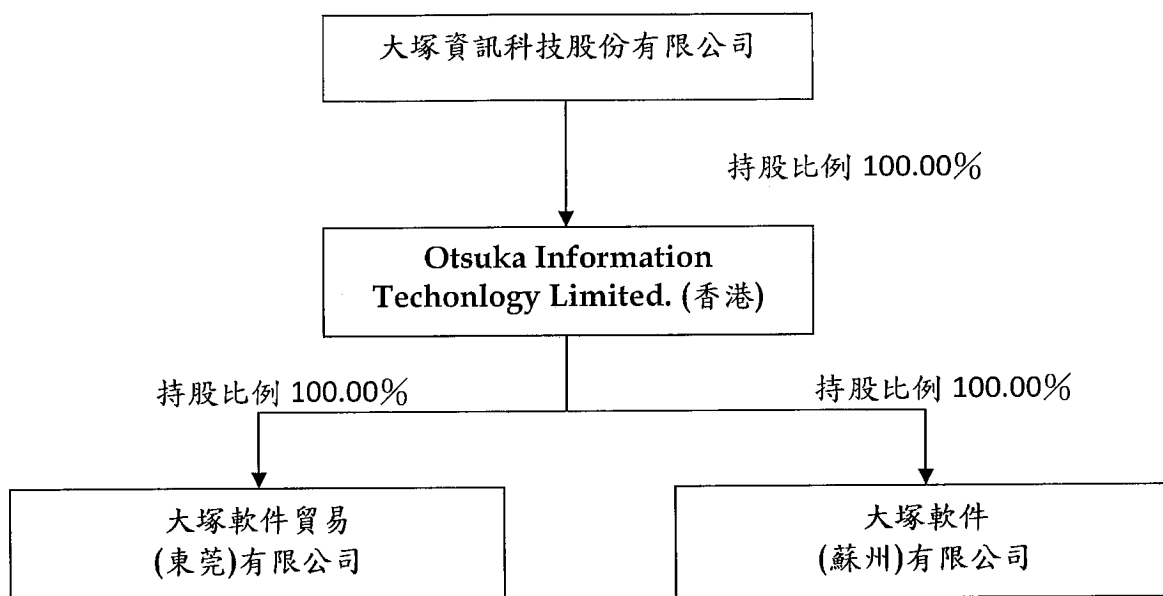 大塚資訊科技股份有限公司
持股比例 100.00%
Otsuka Information
Techonlogy Limited. (香港)
持股比例 100.00%
持股比例 100.00%
大塚軟件貿易
(東莞)有限公司
大塚軟件
(蘇州)有限公司